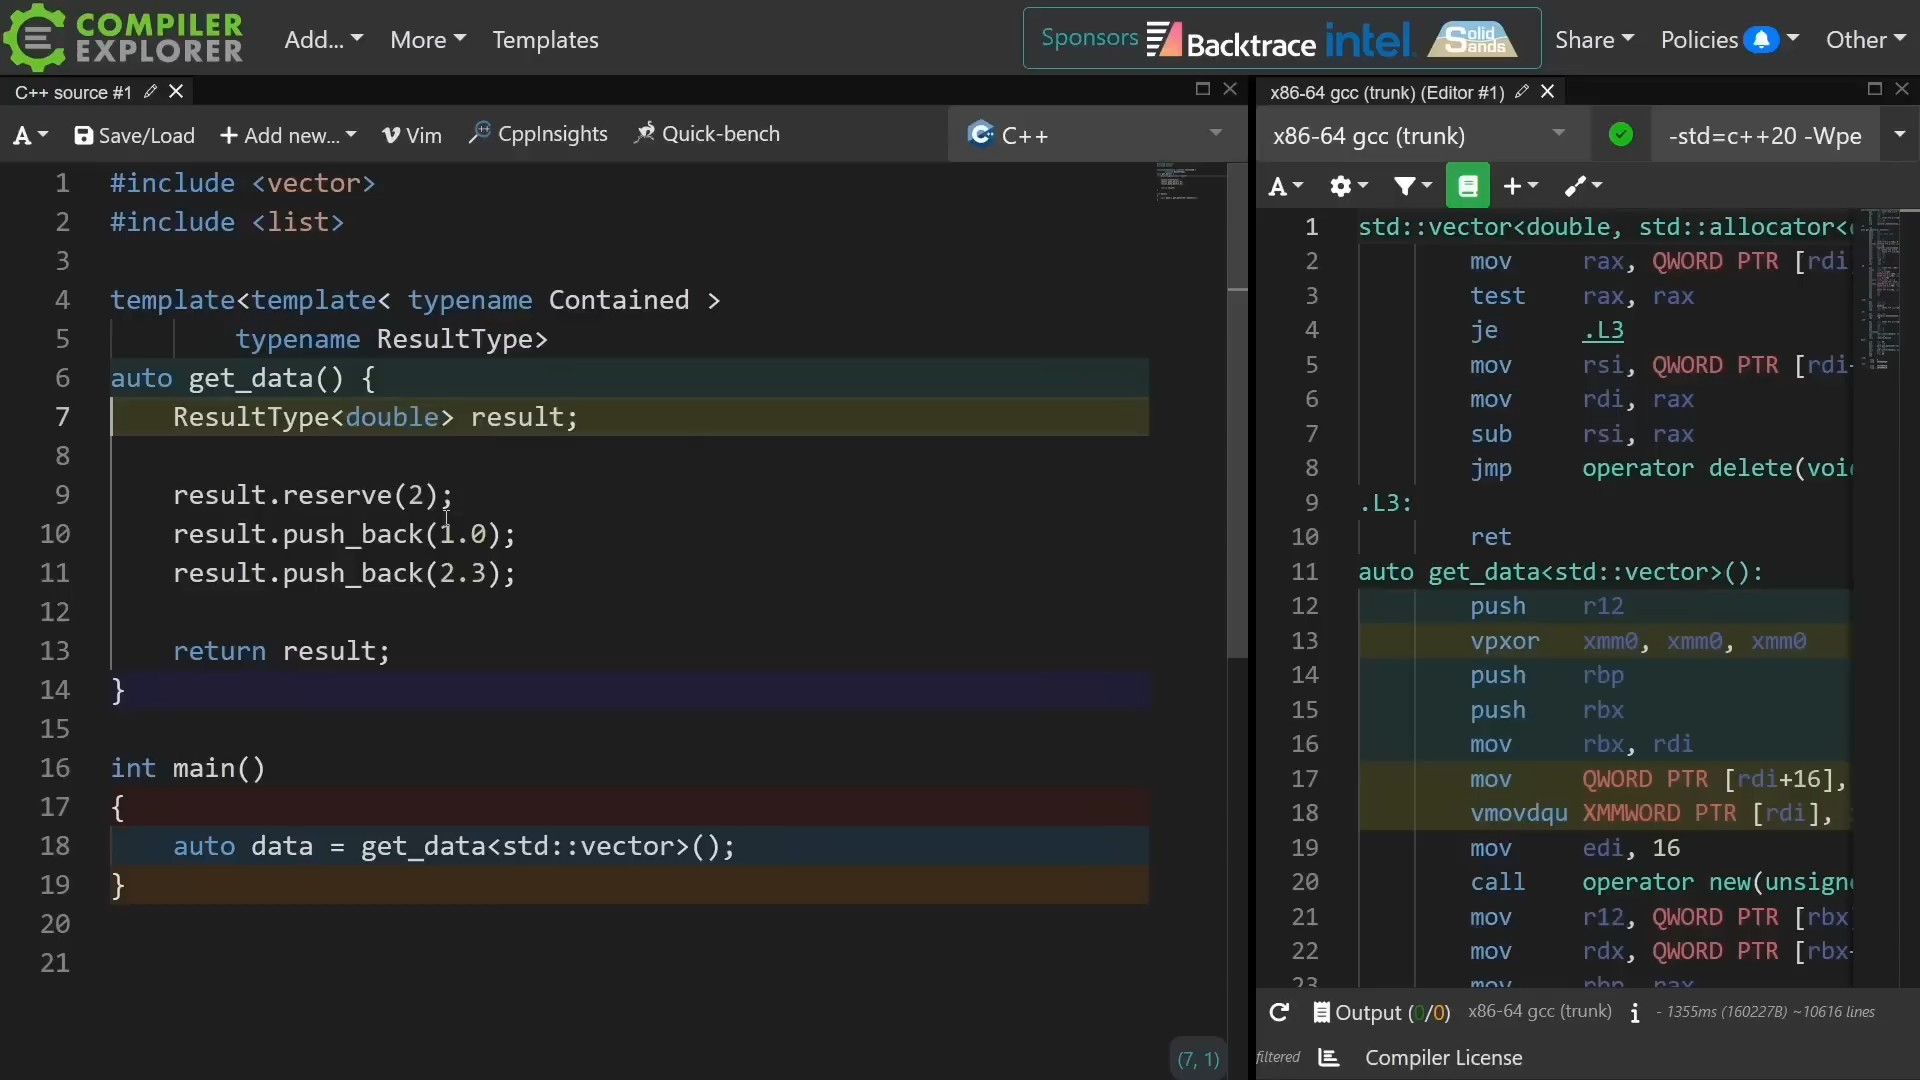 COMPILER EXPLORER
Add... More Templates
Sponsors Backtrace intel Solid Sands
Share Policies Other
C++ source #1
A Save/Load Add new... Vim CppInsights Quick-bench
C++
1 #include <vector>
2 #include <list>
3
4 template<template< typename Contained >
5 typename ResultType>
6 auto get_data() {
7 ResultType<double> result;
8
9 result.reserve(2);
10 result.push_back(1.0);
11 result.push_back(2.3);
12
13 return result;
14 }
15
16 int main()
17 {
18 auto data = get_data<std::vector>();
19 }
20
21
(7, 1)
x86-64 gcc (trunk) (Editor #1)
x86-64 gcc (trunk) -std=c++20 -Wpe
A
1 std::vector<double, std::allocator<
2 mov rax, QWORD PTR [rdi
3 test rax, rax
4 je .L3
5 mov rsi, QWORD PTR [rdi
6 mov rdi, rax
7 sub rsi, rax
8 jmp operator delete(voi
9 .L3:
10 ret
11 auto get_data<std::vector>():
12 push r12
13 vpxor xmm0, xmm0, xmm0
14 push rbp
15 push rbx
16 mov rbx, rdi
17 mov QWORD PTR [rdi+16],
18 vmovdqu XMMWORD PTR [rdi],
19 mov edi, 16
20 call operator new(unsign
21 mov r12, QWORD PTR [rbx
22 mov rdx, QWORD PTR [rbx
23 mov rbp, rax
Output (0/0) x86-64 gcc (trunk) i - 1355ms (160227B) ~10616 lines
filtered Compiler License